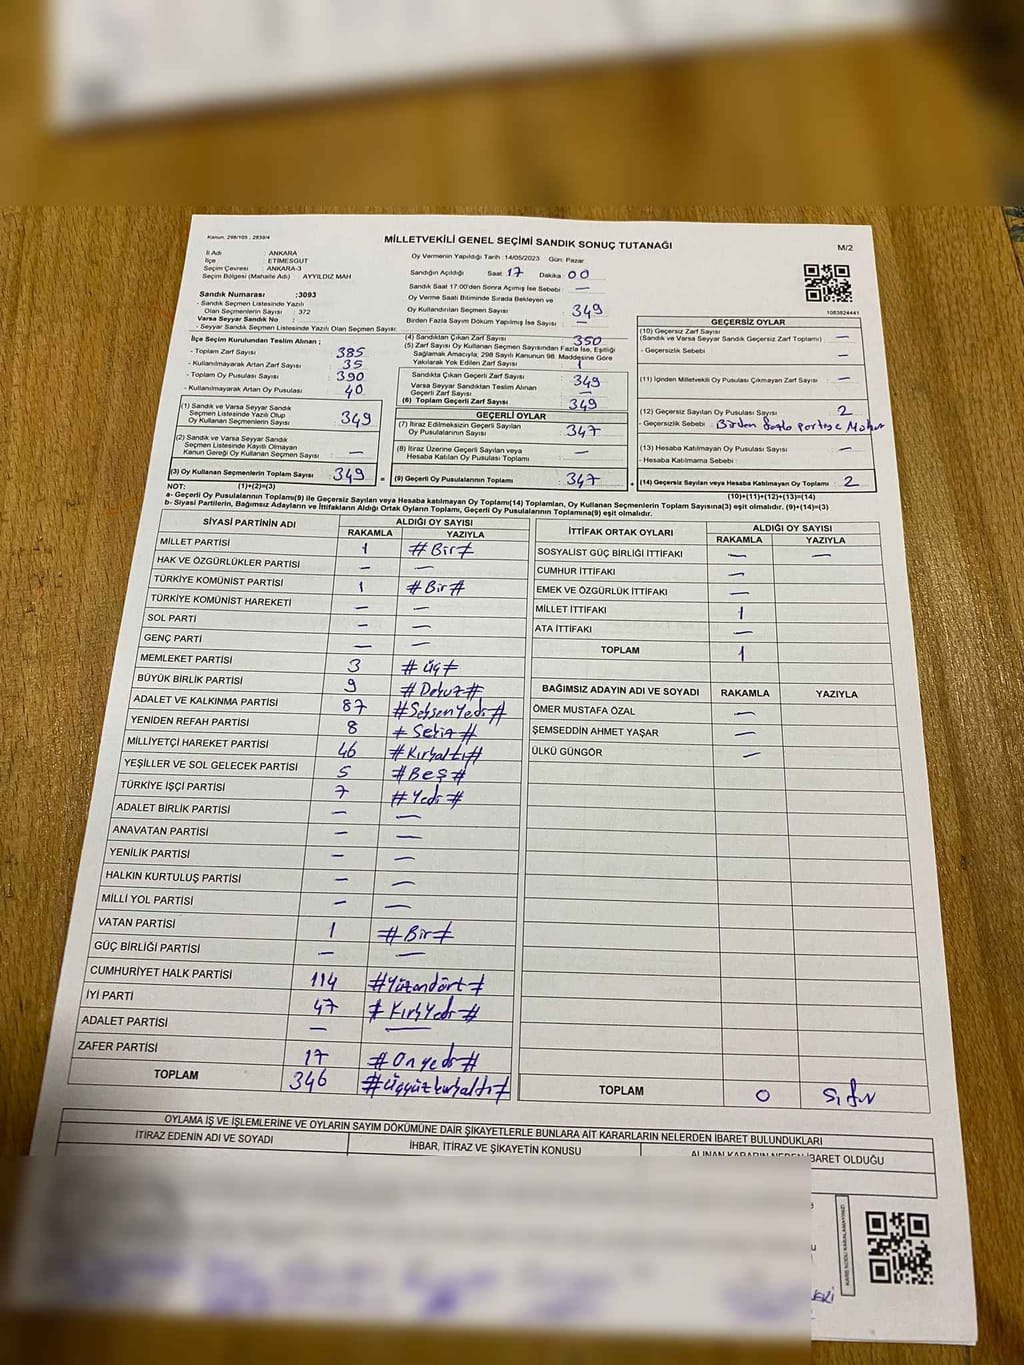 Kanun, 298/105 , 2839/4
MİLLETVEKİLİ GENEL SEÇİMİ SANDIK SONUÇ TUTANAĞI
M/2
İl Adı : ANKARA
İlçe : ETIMESGUT
Seçim Çevresi : ANKARA-3
Seçim Bölgesi (Mahalle Adı) : AYYILDIZ MAH
Oy Vermenin Yapıldığı Tarih :14/05/2023 Gün: Pazar
Sandığın Açıldığı Saat: 17 Dakika 00
Sandık Saat 17:00'den Sonra Açımış İse Sebebi : —
Oy Verme Saati Bitiminde Sırada Bekleyen ve
Oy Kullandırılan Seçmen Sayısı : 349
Birden Fazla Sayım Döküm Yapılmış İse Sayısı : —
1083824441
Sandık Numarası :3093
- Sandık Seçmen Listesinde Yazılı
Olan Seçmenlerin Sayısı : 372
Varsa Seyyar Sandık No :
- Seyyar Sandık Seçmen Listesinde Yazılı Olan Seçmen Sayısı:
İlçe Seçim Kurulundan Teslim Alınan ;
- Toplam Zarf Sayısı : 385
- Kullanılmayarak Artan Zarf Sayısı : 35
- Toplam Oy Pusulası Sayısı : 390
- Kullanılmayarak Artan Oy Pusulası : 40
(1) Sandık ve Varsa Seyyar Sandık
Seçmen Listesinde Yazılı Olup
Oy Kullanan Seçmenlerin Sayısı : 349
(2) Sandık ve Varsa Seyyar Sandık
Seçmen Listesinde Kayıtlı Olmayan
Kanun Gereği Oy Kullanan Seçmen Sayısı : —
(3) Oy Kullanan Seçmenlerin Toplam Sayısı : 349
(4) Sandıktan Çıkan Zarf Sayısı : 350
(5) Zarf Sayısı Oy Kullanan Seçmen Sayısından Fazla İse, Eşitliği
Sağlamak Amacıyla; 298 Sayılı Kanunun 98. Maddesine Göre
Yakılarak Yok Edilen Zarf Sayısı : 1
Sandıkta Çıkan Geçerli Zarf Sayısı : 349
Varsa Seyyar Sandıktan Teslim Alınan
Geçerli Zarf Sayısı : —
(6) Toplam Geçerli Zarf Sayısı : 349
GEÇERLİ OYLAR
(7) İtiraz Edilmeksizin Geçerli Sayılan
Oy Pusulalarının Sayısı : 347
(8) İtiraz Üzerine Geçerli Sayılan veya
Hesaba Katılan Oy Pusulası Toplamı : —
= (9) Geçerli Oy Pusulalarının Toplamı : 347 +
GEÇERSİZ OYLAR
(10) Geçersiz Zarf Sayısı
(Sandık ve Varsa Seyyar Sandık Geçersiz Zarf Toplamı) : —
- Geçersizlik Sebebi : —
(11) İçinden Milletvekili Oy Pusulası Çıkmayan Zarf Sayısı : —
(12) Geçersiz Sayılan Oy Pusulası Sayısı : 2
- Geçersizlik Sebebi : Birden fazla partiye Mühür
(13) Hesaba Katılmayan Oy Pusulası Sayısı : —
- Hesaba Katılmama Sebebi :
(14) Geçersiz Sayılan veya Hesaba Katılmayan Oy Toplamı : 2
NOT: (1)+(2)=(3) (10)+(11)+(12)+(13)=(14)
a- Geçerli Oy Pusulalarının Toplamı(9) ile Geçersiz Sayılan veya Hesaba katılmayan Oy Toplamı(14) Toplamları, Oy Kullanan Seçmenlerin Toplam Sayısına(3) eşit olmalıdır. (9)+(14)=(3)
b- Siyasi Partilerin, Bağımsız Adayların ve İttifakların Aldığı Ortak Oyların Toplamı, Geçerli Oy Pusulalarının Toplamına(9) eşit olmalıdır.
SİYASİ PARTİNİN ADI ALDIĞI OY SAYISI
RAKAMLA YAZIYLA
MİLLET PARTİSİ 1 # Bir #
HAK VE ÖZGÜRLÜKLER PARTİSİ — —
TÜRKİYE KOMÜNİST PARTİSİ 1 # Bir #
TÜRKİYE KOMÜNİST HAREKETİ — —
SOL PARTİ — —
GENÇ PARTİ — —
MEMLEKET PARTİSİ 3 # üç #
BÜYÜK BİRLİK PARTİSİ 9 # Dokuz #
ADALET VE KALKINMA PARTİSİ 87 # Seksen Yedi #
YENİDEN REFAH PARTİSİ 8 # Sekiz #
MİLLİYETÇİ HAREKET PARTİSİ 46 # Kırkaltı #
YEŞİLLER VE SOL GELECEK PARTİSİ 5 # Beş #
TÜRKİYE İŞÇİ PARTİSİ 7 # Yedi #
ADALET BİRLİK PARTİSİ — —
ANAVATAN PARTİSİ — —
YENİLİK PARTİSİ — —
HALKIN KURTULUŞ PARTİSİ — —
MİLLİ YOL PARTİSİ — —
VATAN PARTİSİ 1 # Bir #
GÜÇ BİRLİĞİ PARTİSİ — —
CUMHURİYET HALK PARTİSİ 114 # Yüzondört #
İYİ PARTİ 47 # Kırk Yedi #
ADALET PARTİSİ — —
ZAFER PARTİSİ 17 # On yedi #
TOPLAM 346 # üçyüzkırkaltı #
İTTİFAK ORTAK OYLARI ALDIĞI OY SAYISI
RAKAMLA YAZIYLA
SOSYALİST GÜÇ BİRLİĞİ İTTİFAKI — —
CUMHUR İTTİFAKI —
EMEK VE ÖZGÜRLÜK İTTİFAKI —
MİLLET İTTİFAKI 1
ATA İTTİFAKI —
TOPLAM 1
BAĞIMSIZ ADAYIN ADI VE SOYADI RAKAMLA YAZIYLA
ÖMER MUSTAFA ÖZAL —
ŞEMSEDDİN AHMET YAŞAR —
ÜLKÜ GÜNGÖR —
TOPLAM 0 Sıfır
OYLAMA İŞ VE İŞLEMLERİNE VE OYLARIN SAYIM DÖKÜMÜNE DAİR ŞİKAYETLERLE BUNLARA AİT KARARLARIN NELERDEN İBARET BULUNDUKLARI
İTİRAZ EDENİN ADI VE SOYADI İHBAR, İTİRAZ VE ŞİKAYETİN KONUSU ALINAN KARARIN NEDEN İBARET OLDUĞU
KARE KODU KARALAMAYINIZ!